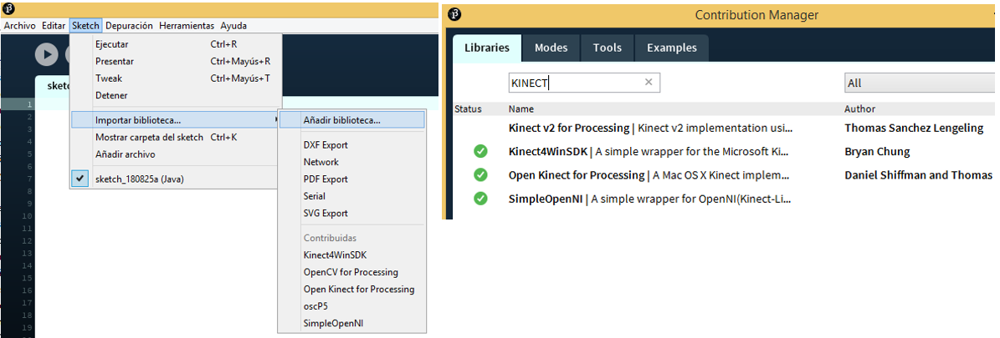 Archivo Editar Sketch Depuración Herramientas Ayuda
Ejecutar Ctrl+R
Presentar Ctrl+Mayús+R
Tweak Ctrl+Mayús+T
Detener
Importar biblioteca...
Mostrar carpeta del sketch Ctrl+K
Añadir archivo
sketch_180825a (Java)
sketc
1
2
3
4
5
6
7
8
9
10
11
12
13
14
15
16
17
18
19
Añadir biblioteca...
DXF Export
Network
PDF Export
Serial
SVG Export
Contribuidas
Kinect4WinSDK
OpenCV for Processing
Open Kinect for Processing
oscP5
SimpleOpenNI
Contribution Manager
Libraries Modes Tools Examples
KINECT
All
Status Name Author
Kinect v2 for Processing | Kinect v2 implementation usi... Thomas Sanchez Lengeling
Kinect4WinSDK | A simple wrapper for the Microsoft Ki... Bryan Chung
Open Kinect for Processing | A Mac OS X Kinect implem... Daniel Shiffman and Thomas
SimpleOpenNI | A simple wrapper for OpenNI(Kinect-Li...